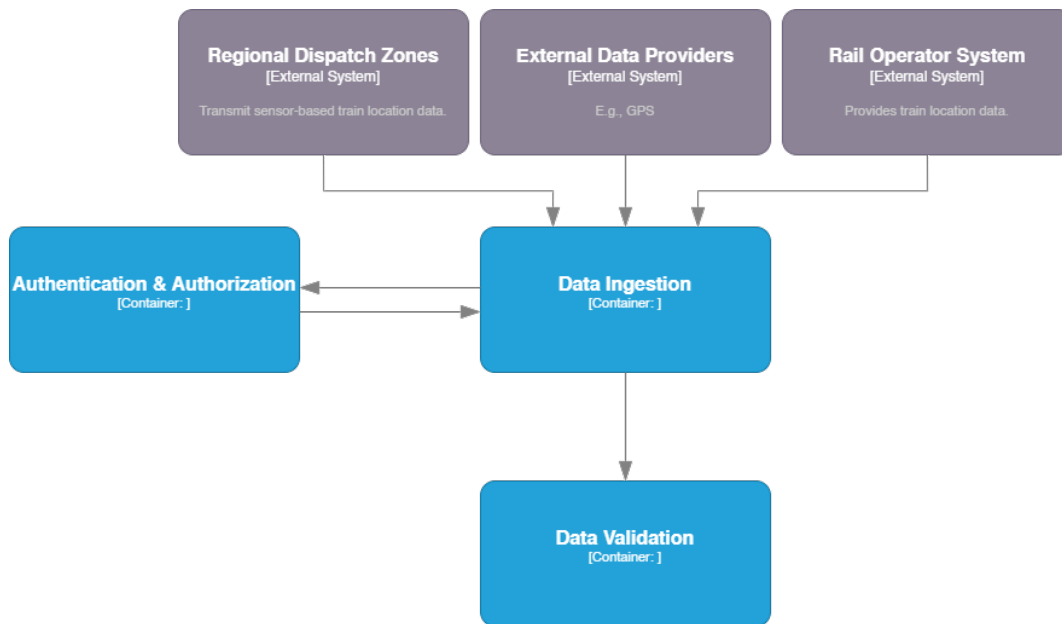 Regional Dispatch Zones
[External System]
Transmit sensor-based train location data.
External Data Providers
[External System]
E.g., GPS
Rail Operator System
[External System]
Provides train location data.
Authentication & Authorization
[Container: ]
Data Ingestion
[Container: ]
Data Validation
[Container: ]